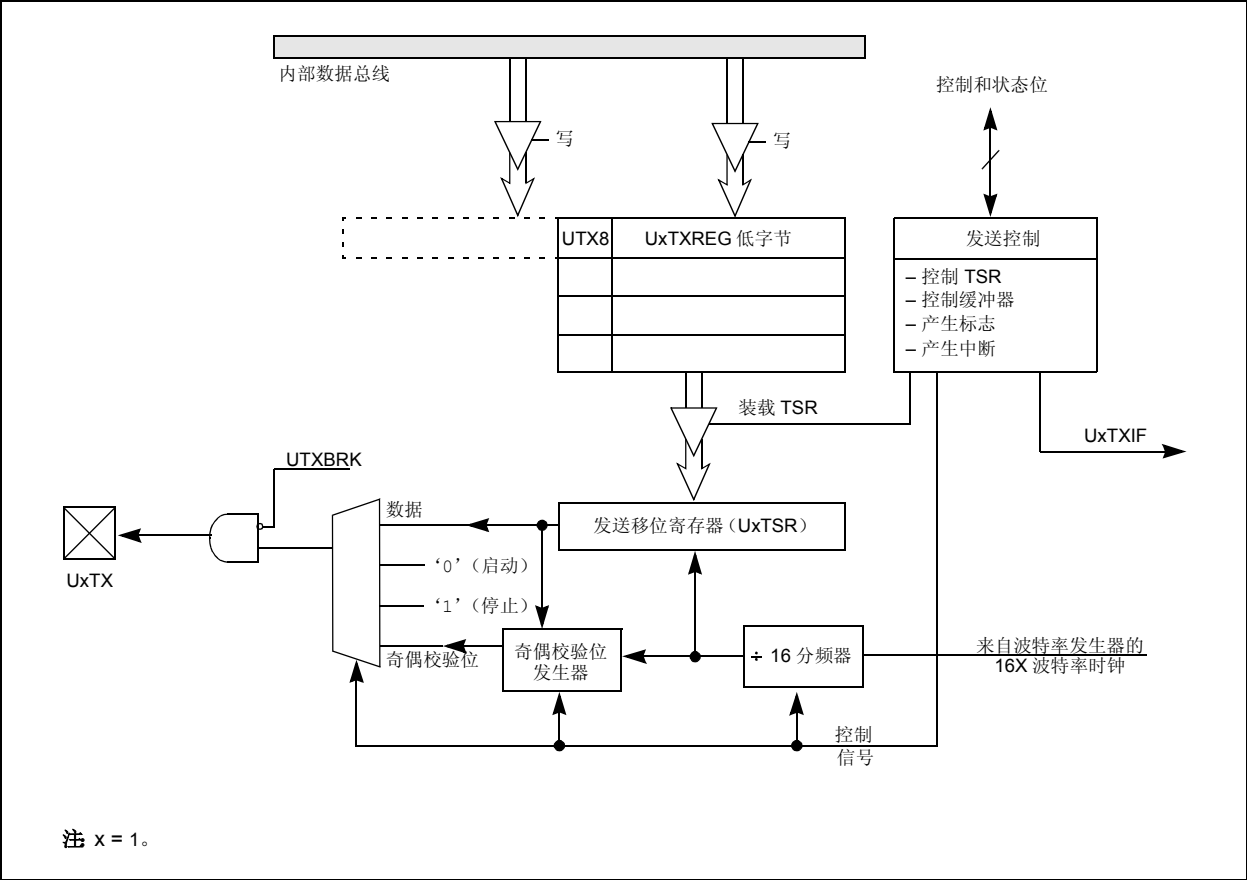 内部数据总线
控制和状态位
写
写
UTX8
UxTXREG 低字节
发送控制
– 控制 TSR
– 控制缓冲器
– 产生标志
– 产生中断
装载 TSR
UxTXIF
UTXBRK
数据
发送移位寄存器（UxTSR）
‘0’（启动）
UxTX
‘1’（停止）
奇偶校验位
奇偶校验位
发生器
÷ 16 分频器
来自波特率发生器的
16X 波特率时钟
控制
信号
注: x = 1。